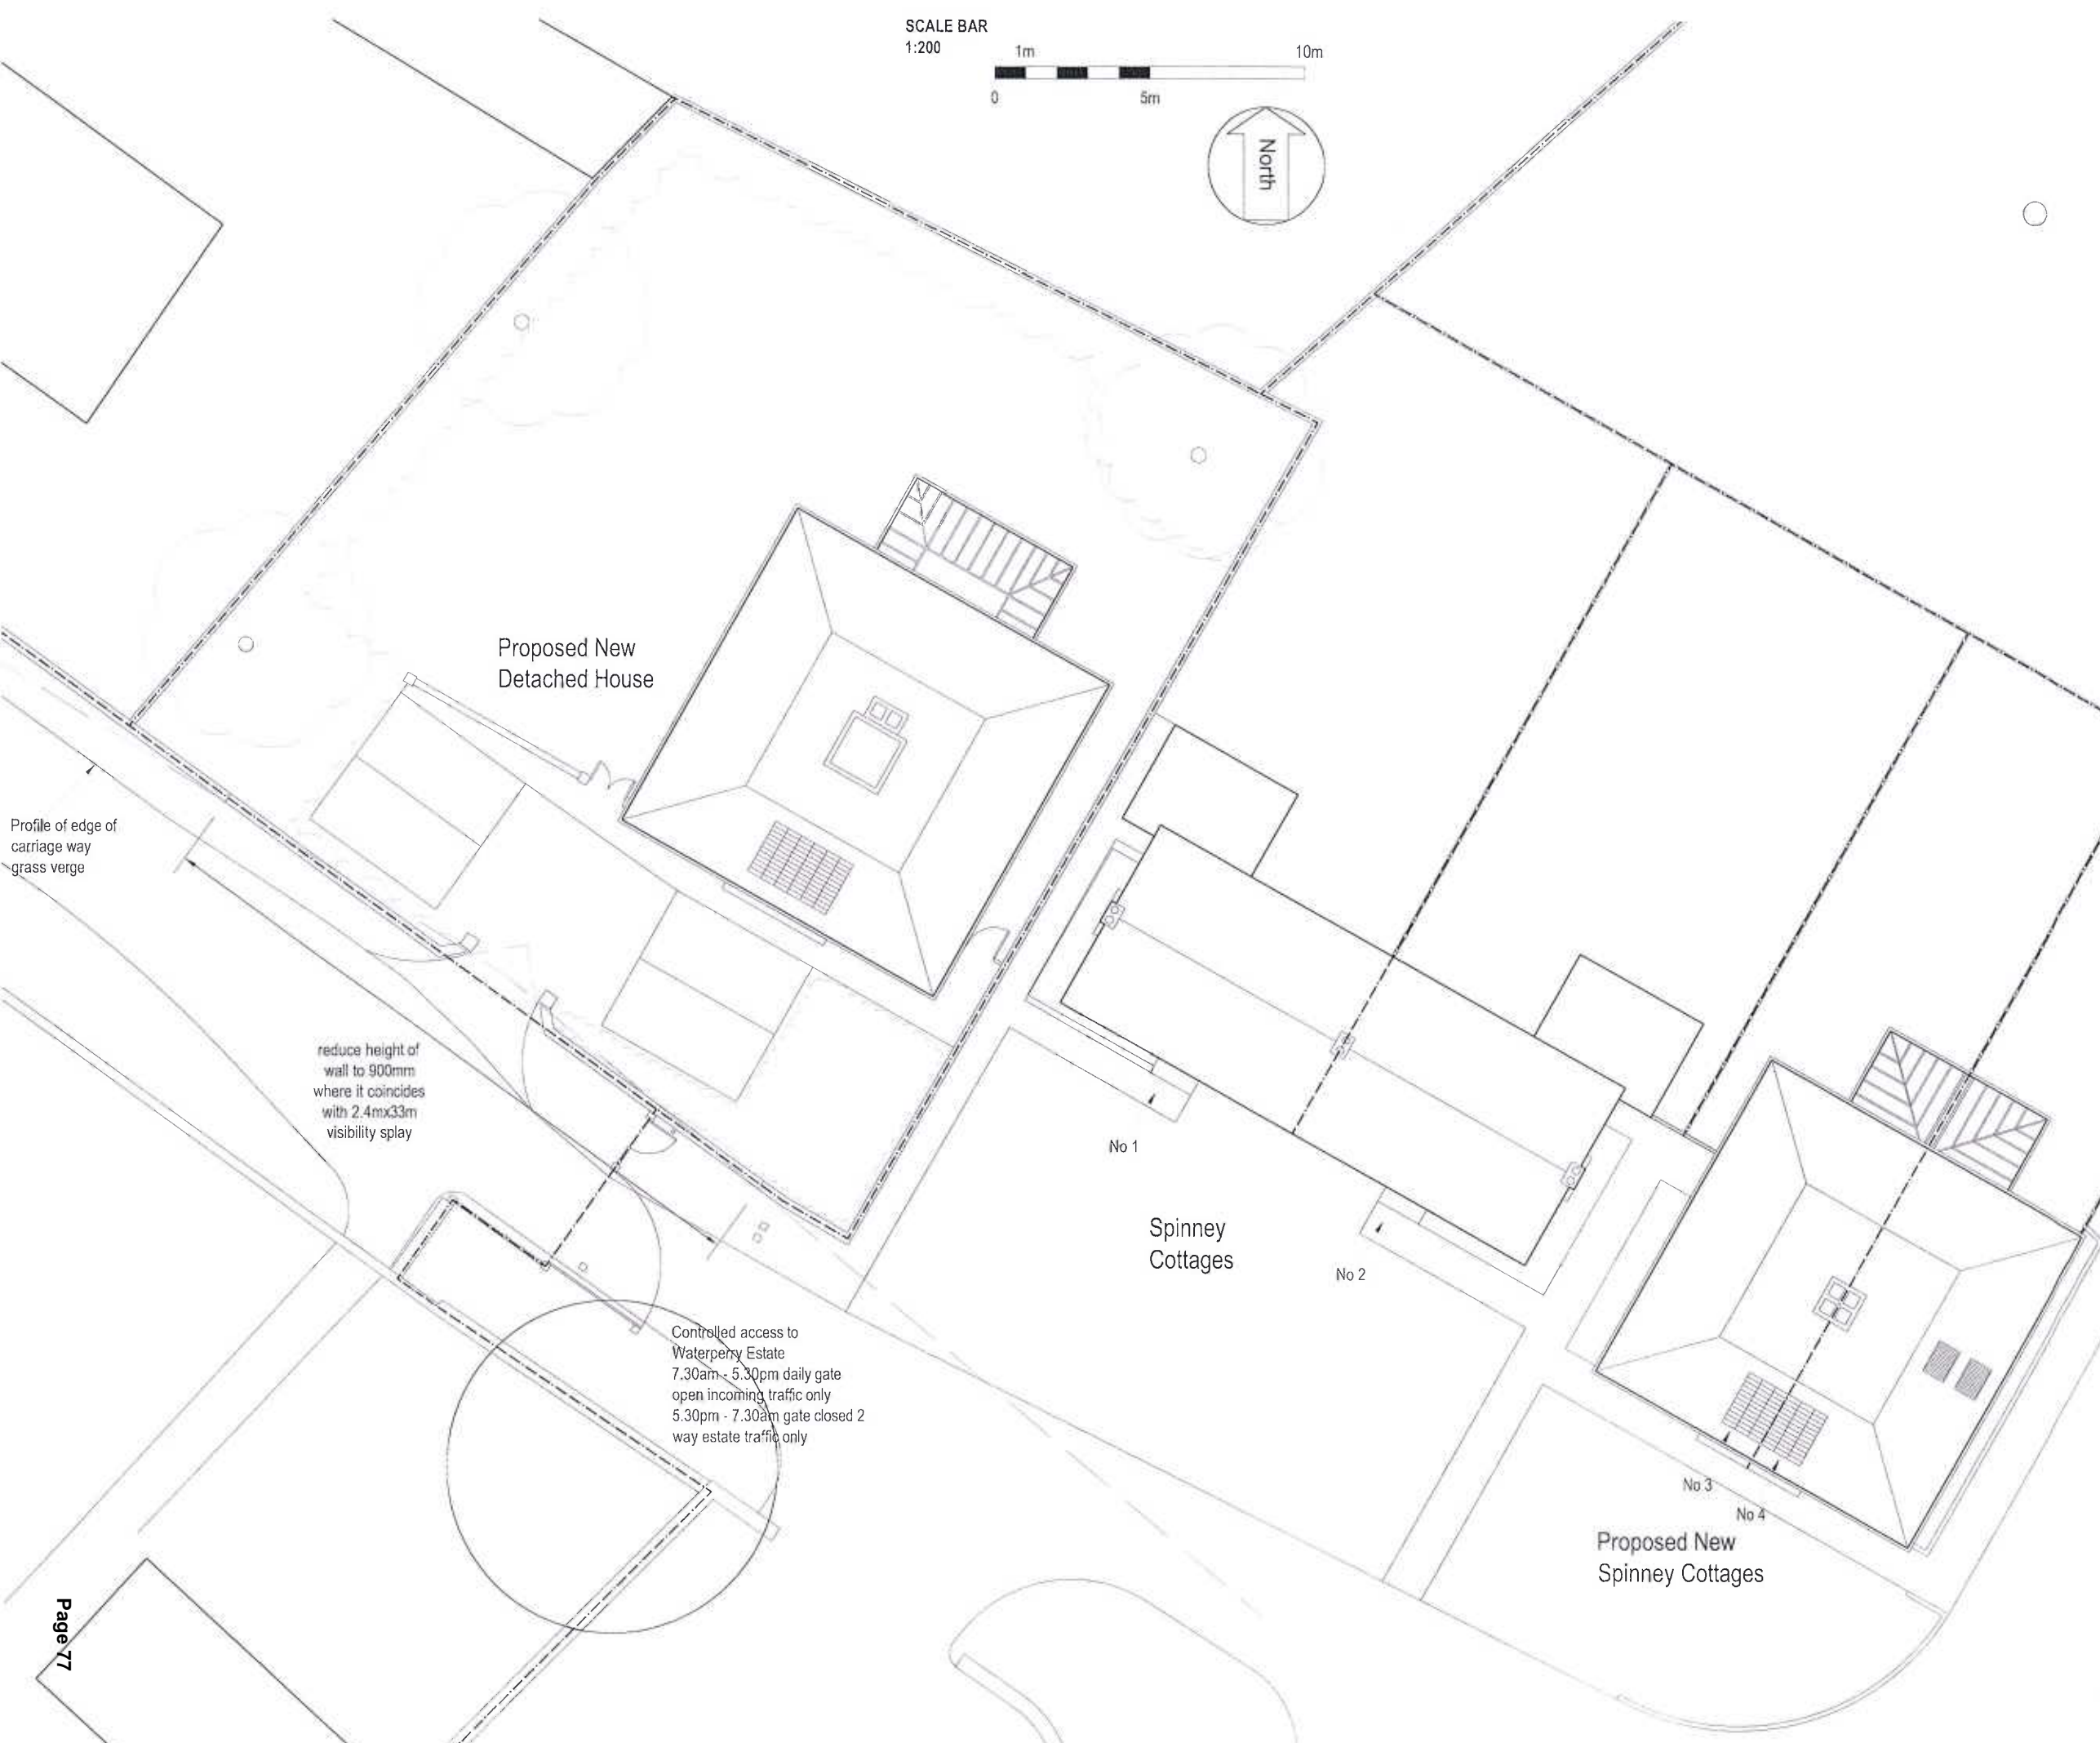 SCALE BAR
1:200
1m
10m
0
5m
North
Proposed New
Detached House
Profile of edge of
carriage way
grass verge
reduce height of
wall to 900mm
where it coincides
with 2.4mx33m
visibility splay
No 1
Spinney
Cottages
No 2
Controlled access to
Waterperry Estate
7.30am - 5.30pm daily gate
open incoming traffic only
5.30pm - 7.30am gate closed 2
way estate traffic only
No 3
No 4
Proposed New
Spinney Cottages
Page 77